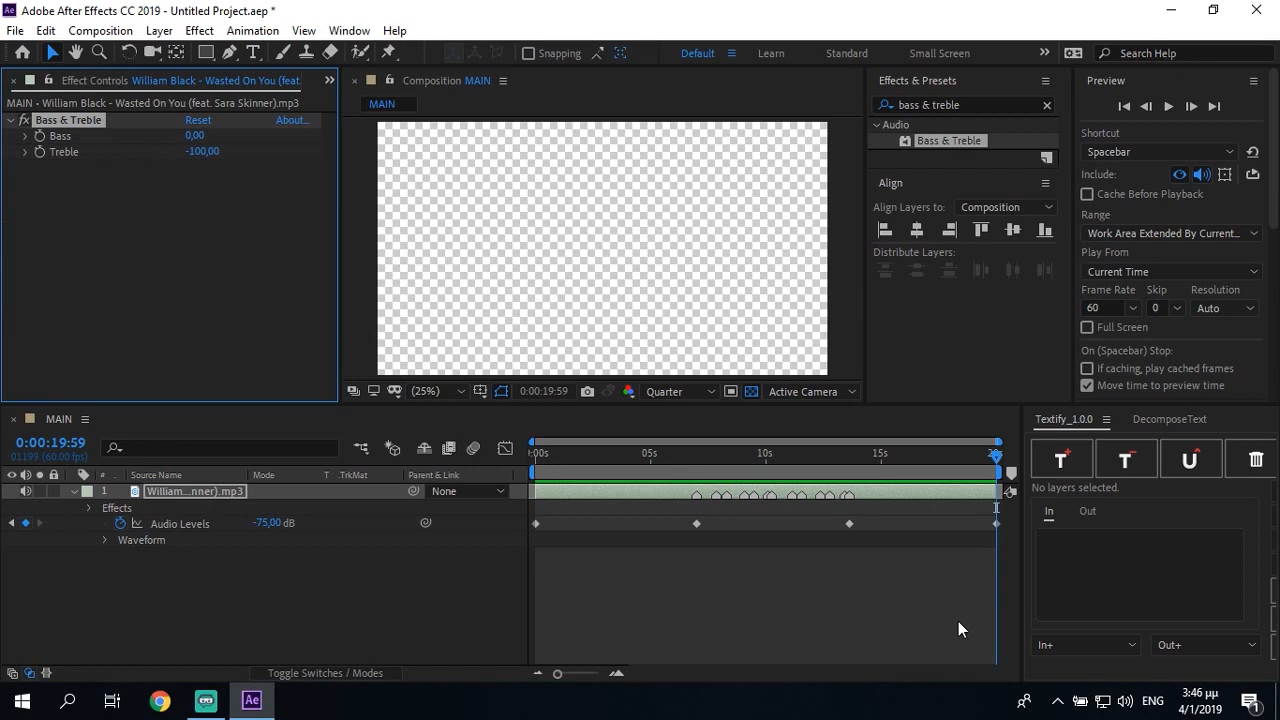 Adobe After Effects CC 2019 - Untitled Project.aep *
File Edit Composition Layer Effect Animation View Window Help
Snapping Default Learn Standard Small Screen Search Help
Effect Controls William Black - Wasted On You (feat.
MAIN - William Black - Wasted On You (feat. Sara Skinner).mp3
fx Bass & Treble Reset About...
Bass 0,00
Treble -100,00
Composition MAIN
MAIN
(25%) 0:00:19:59 Quarter Active Camera
Effects & Presets
bass & treble
Audio
Bass & Treble
Align
Align Layers to: Composition
Distribute Layers:
Preview
Shortcut
Spacebar
Include:
Cache Before Playback
Range
Work Area Extended By Current...
Play From
Current Time
Frame Rate Skip Resolution
60 0 Auto
Full Screen
On (Spacebar) Stop:
If caching, play cached frames
Move time to preview time
MAIN
0:00:19:59
01199 (60.00 fps)
# Source Name Mode T .TrkMat Parent & Link
1 William...nner).mp3 None
Effects
Audio Levels -75,00 dB
Waveform
:00s 05s 10s 15s
Toggle Switches / Modes
Textify_1.0.0 DecomposeText
No layers selected.
In Out
In+ Out+
ENG
3:46 μμ
4/1/2019